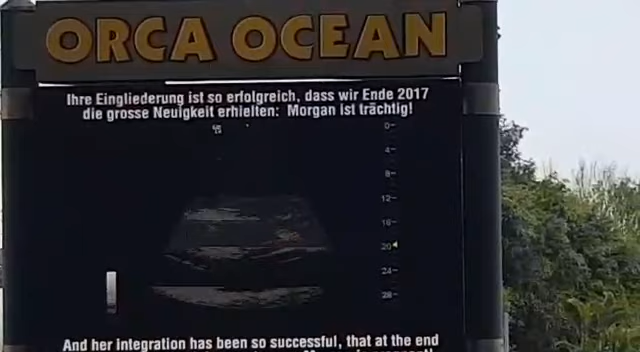 ORCA OCEAN
Ihre Eingliederung ist so erfolgreich, dass wir Ende 2017
die grosse Neuigkeit erhielten: Morgan ist trächtig!
0
4
8
12
16
20
24
28
And her integration has been so successful, that at the end